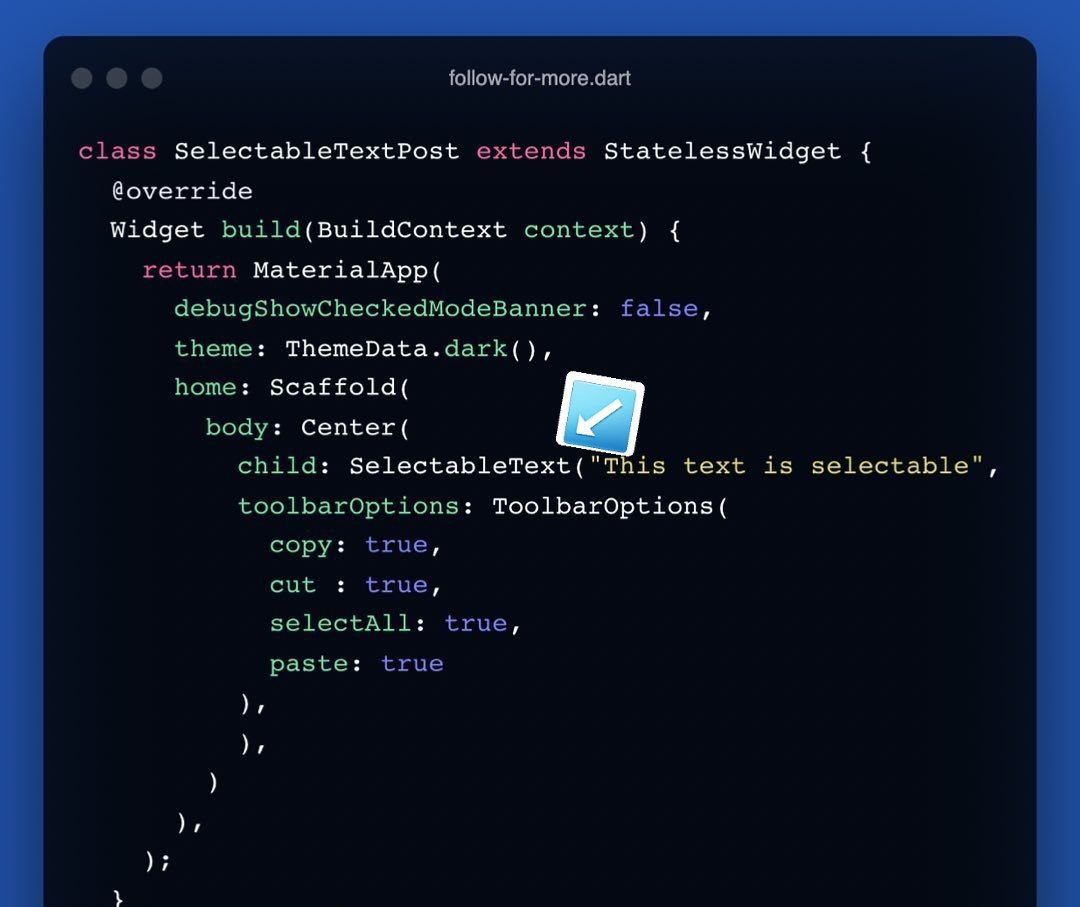 follow-for-more.dart
class SelectableTextPost extends StatelessWidget {
@override
Widget build(BuildContext context) {
return MaterialApp(
debugShowCheckedModeBanner: false,
theme: ThemeData.dark(),
home: Scaffold(
body: Center(
child: SelectableText("This text is selectable",
toolbarOptions: ToolbarOptions(
copy: true,
cut : true,
selectAll: true,
paste: true
),
),
)
),
);
}